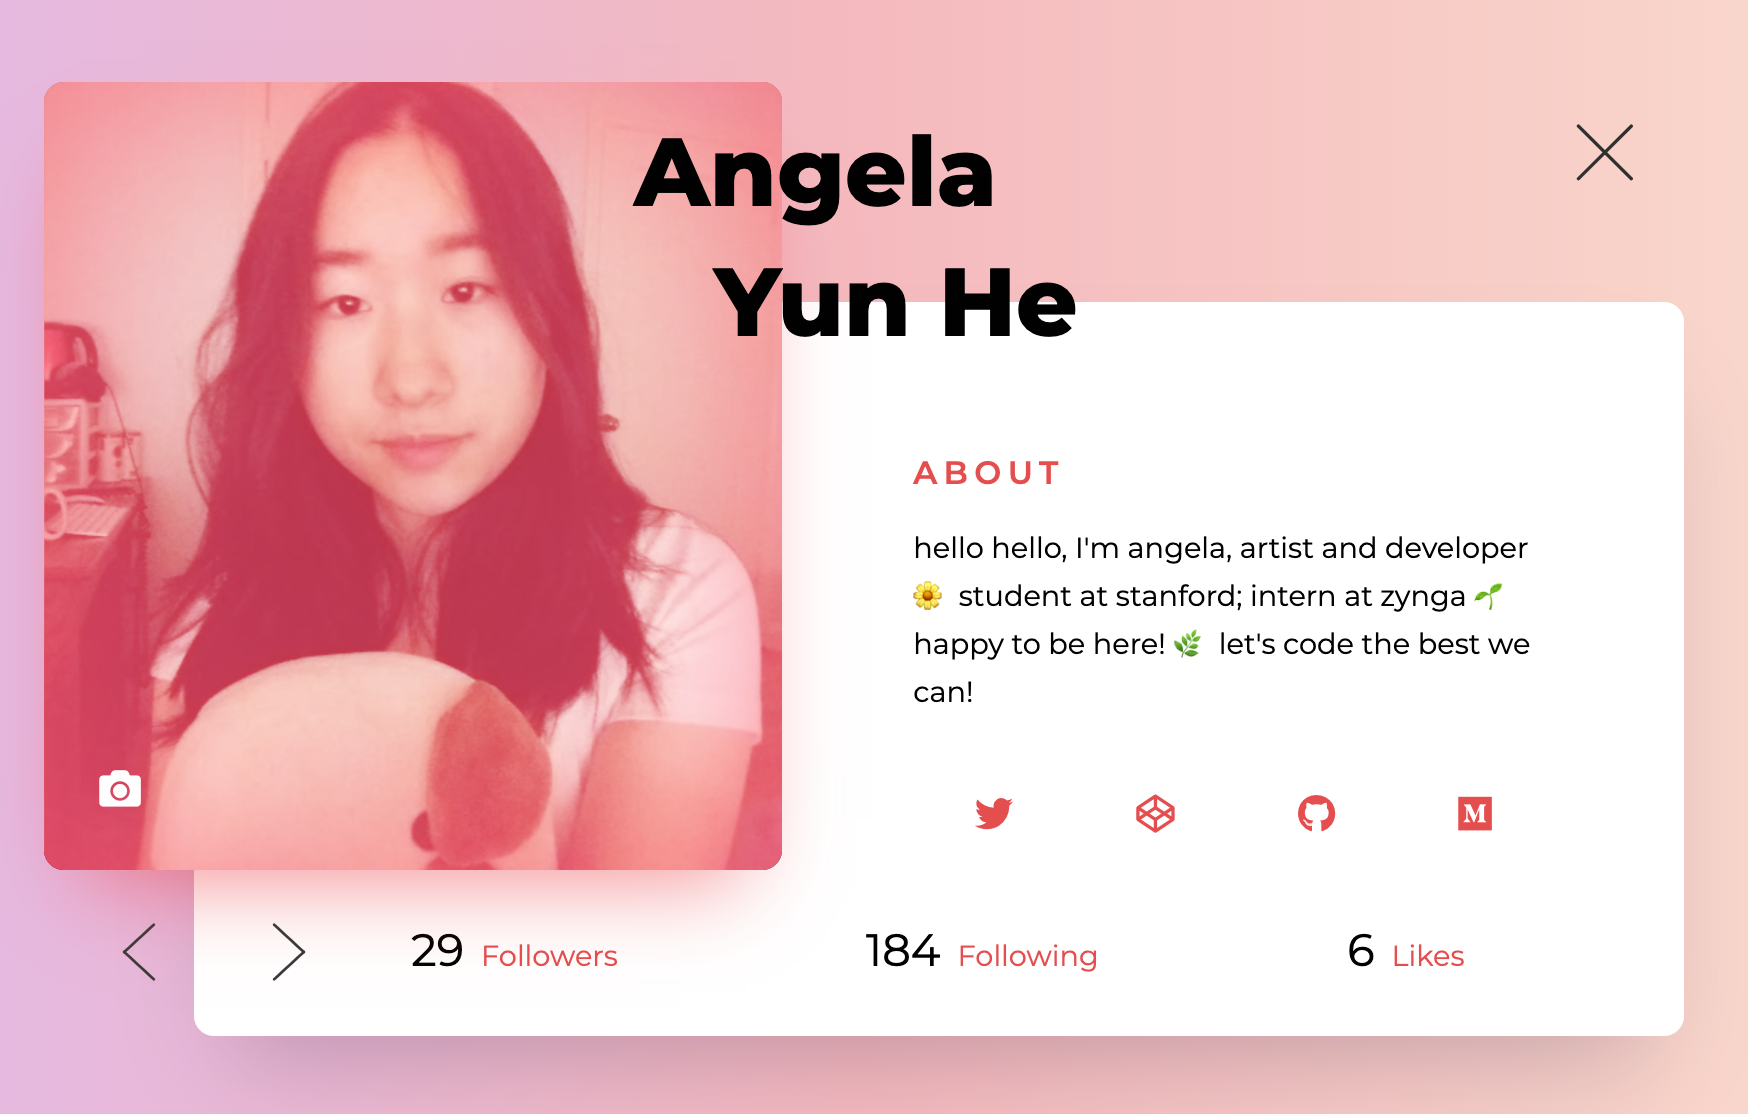 Angela
Yun He
ABOUT
hello hello, I'm angela, artist and developer
🌼 student at stanford; intern at zynga 🌱
happy to be here! 🌿 let's code the best we
can!
29 Followers
184 Following
6 Likes